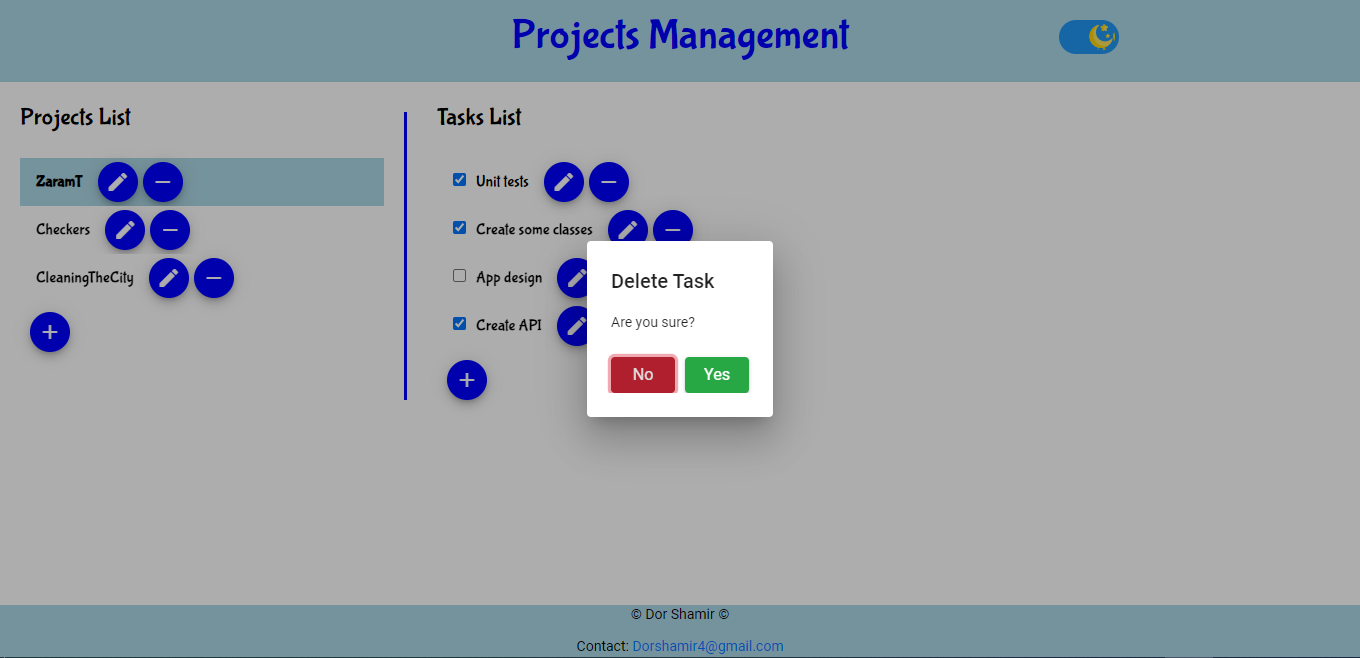 Projects Management
Projects List
ZaramT
Checkers
CleaningTheCity
Tasks List
Unit tests
Create some classes
App design
Create API
Delete Task
Are you sure?
No Yes
© Dor Shamir ©
Contact: Dorshamir4@gmail.com